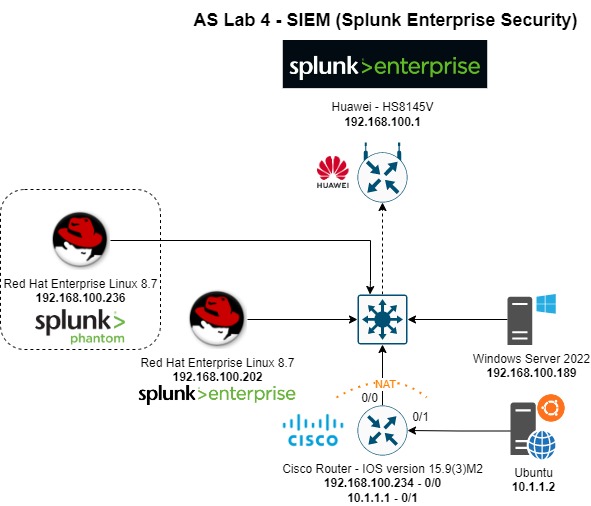 AS Lab 4 - SIEM (Splunk Enterprise Security)
splunk>enterprise
Huawei - HS8145V
192.168.100.1
HUAWEI
Red Hat Enterprise Linux 8.7
192.168.100.236
splunk>
phantom
Red Hat Enterprise Linux 8.7
192.168.100.202
splunk>enterprise
Windows Server 2022
192.168.100.189
NAT
0/0
0/1
CISCO
Cisco Router - IOS version 15.9(3)M2
192.168.100.234 - 0/0
10.1.1.1 - 0/1
Ubuntu
10.1.1.2